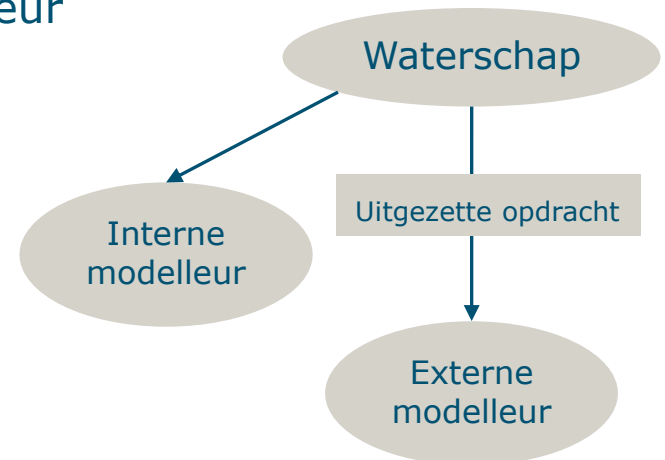 eur
Waterschap
Uitgezette opdracht
Interne
modelleur
Externe
modelleur